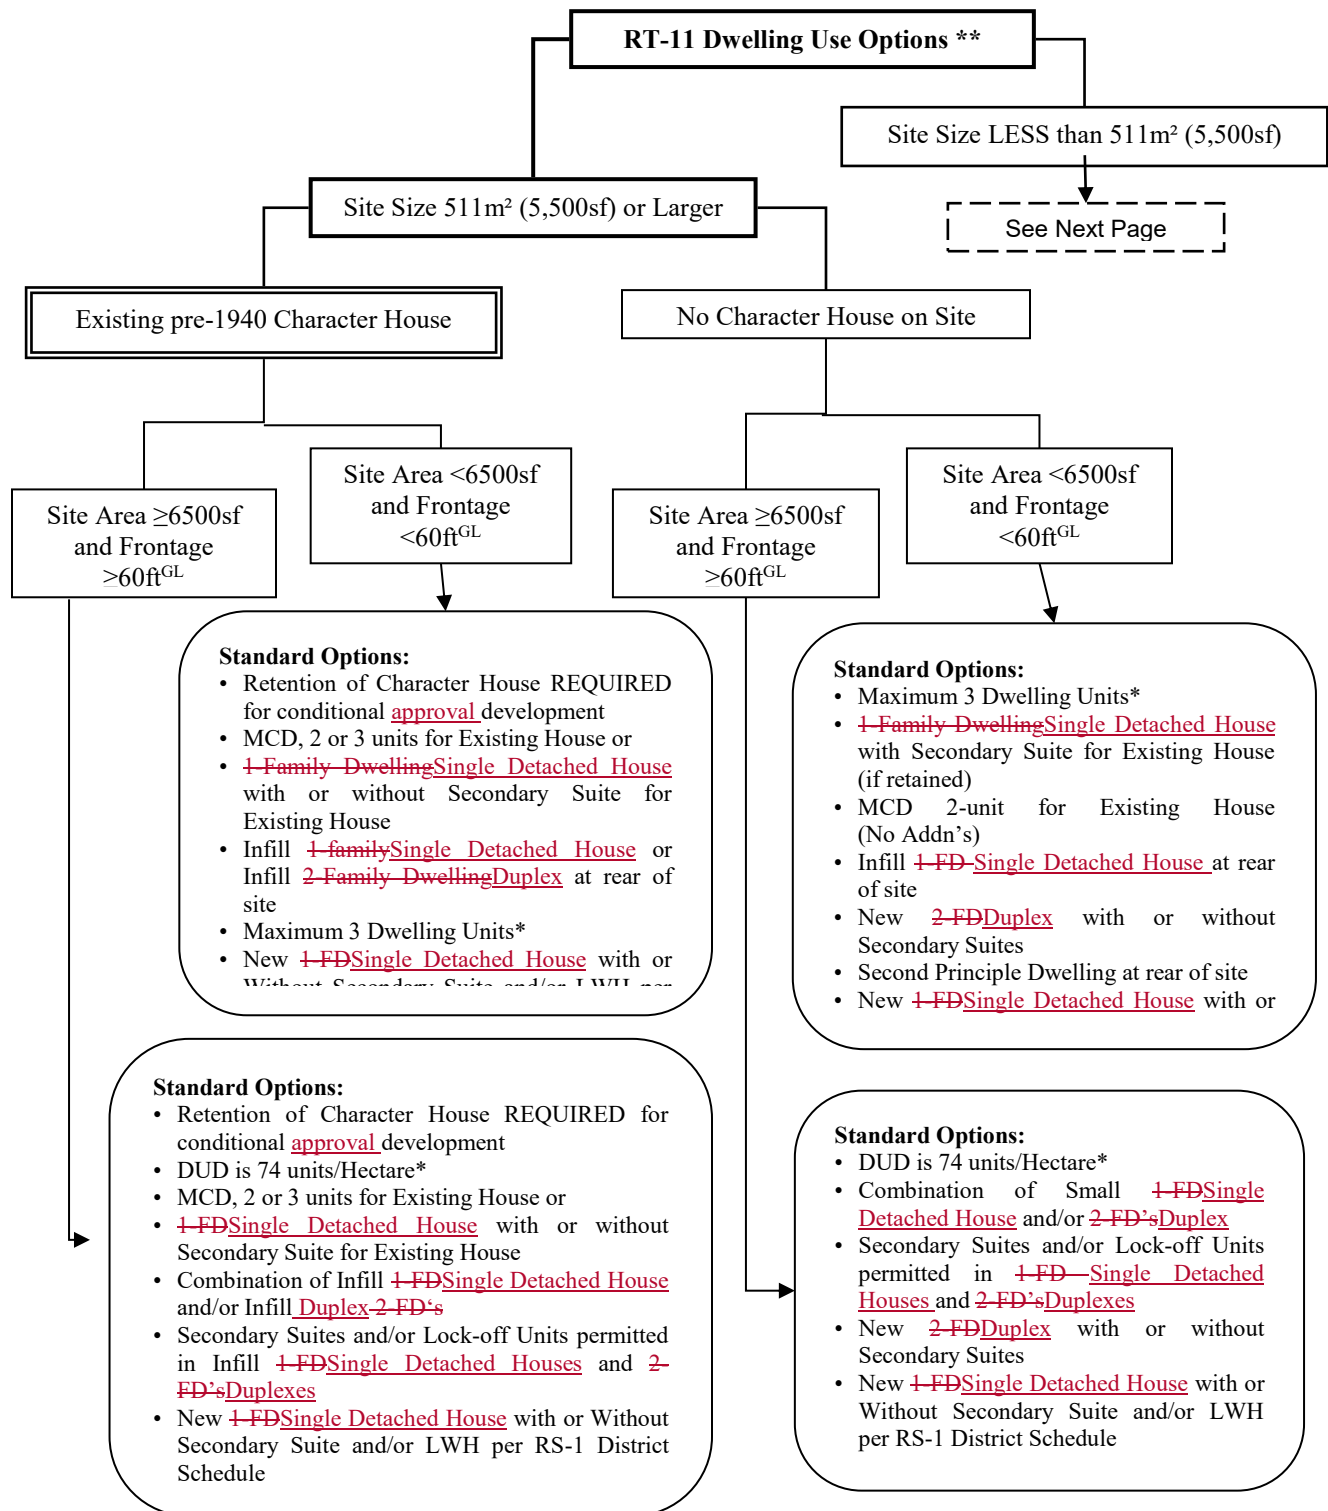 RT-11 Dwelling Use Options **
Site Size LESS than 511m² (5,500sf)
See Next Page
Site Size 511m² (5,500sf) or Larger
Existing pre-1940 Character House
No Character House on Site
Site Area ≥6500sf
and Frontage
≥60ft^GL
Site Area <6500sf
and Frontage
<60ft^GL
Site Area ≥6500sf
and Frontage
≥60ft^GL
Site Area <6500sf
and Frontage
<60ft^GL
Standard Options:
• Retention of Character House REQUIRED
for conditional approval development
• MCD, 2 or 3 units for Existing House or
• 1-Family DwellingSingle Detached House
with or without Secondary Suite for
Existing House
• Infill 1-familySingle Detached House or
Infill 2-Family DwellingDuplex at rear of
site
• Maximum 3 Dwelling Units*
• New 1-FDSingle Detached House with or
Without Secondary Suite and/or LWH per
Standard Options:
• Maximum 3 Dwelling Units*
• 1-Family DwellingSingle Detached House
with Secondary Suite for Existing House
(if retained)
• MCD 2-unit for Existing House
(No Addn's)
• Infill 1-FD Single Detached House at rear
of site
• New 2-FDDuplex with or without
Secondary Suites
• Second Principle Dwelling at rear of site
• New 1-FDSingle Detached House with or
Standard Options:
• Retention of Character House REQUIRED for
conditional approval development
• DUD is 74 units/Hectare*
• MCD, 2 or 3 units for Existing House or
• 1-FDSingle Detached House with or without
Secondary Suite for Existing House
• Combination of Infill 1-FDSingle Detached House
and/or Infill Duplex 2-FD‘s
• Secondary Suites and/or Lock-off Units permitted
in Infill 1-FDSingle Detached Houses and 2-
FD’sDuplexes
• New 1-FDSingle Detached House with or Without
Secondary Suite and/or LWH per RS-1 District
Schedule
Standard Options:
• DUD is 74 units/Hectare*
• Combination of Small 1-FDSingle
Detached House and/or 2-FD’sDuplex
• Secondary Suites and/or Lock-off Units
permitted in 1-FD Single Detached
Houses and 2-FD’sDuplexes
• New 2-FDDuplex with or without
Secondary Suites
• New 1-FDSingle Detached House with or
Without Secondary Suite and/or LWH
per RS-1 District Schedule